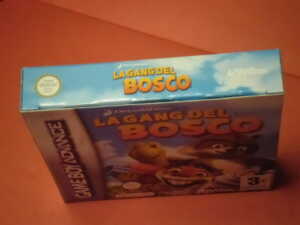 LA GANG DEL
BOSCO
LA GANG DEL
BOSCO
GAME BOY ADVANCE
3+